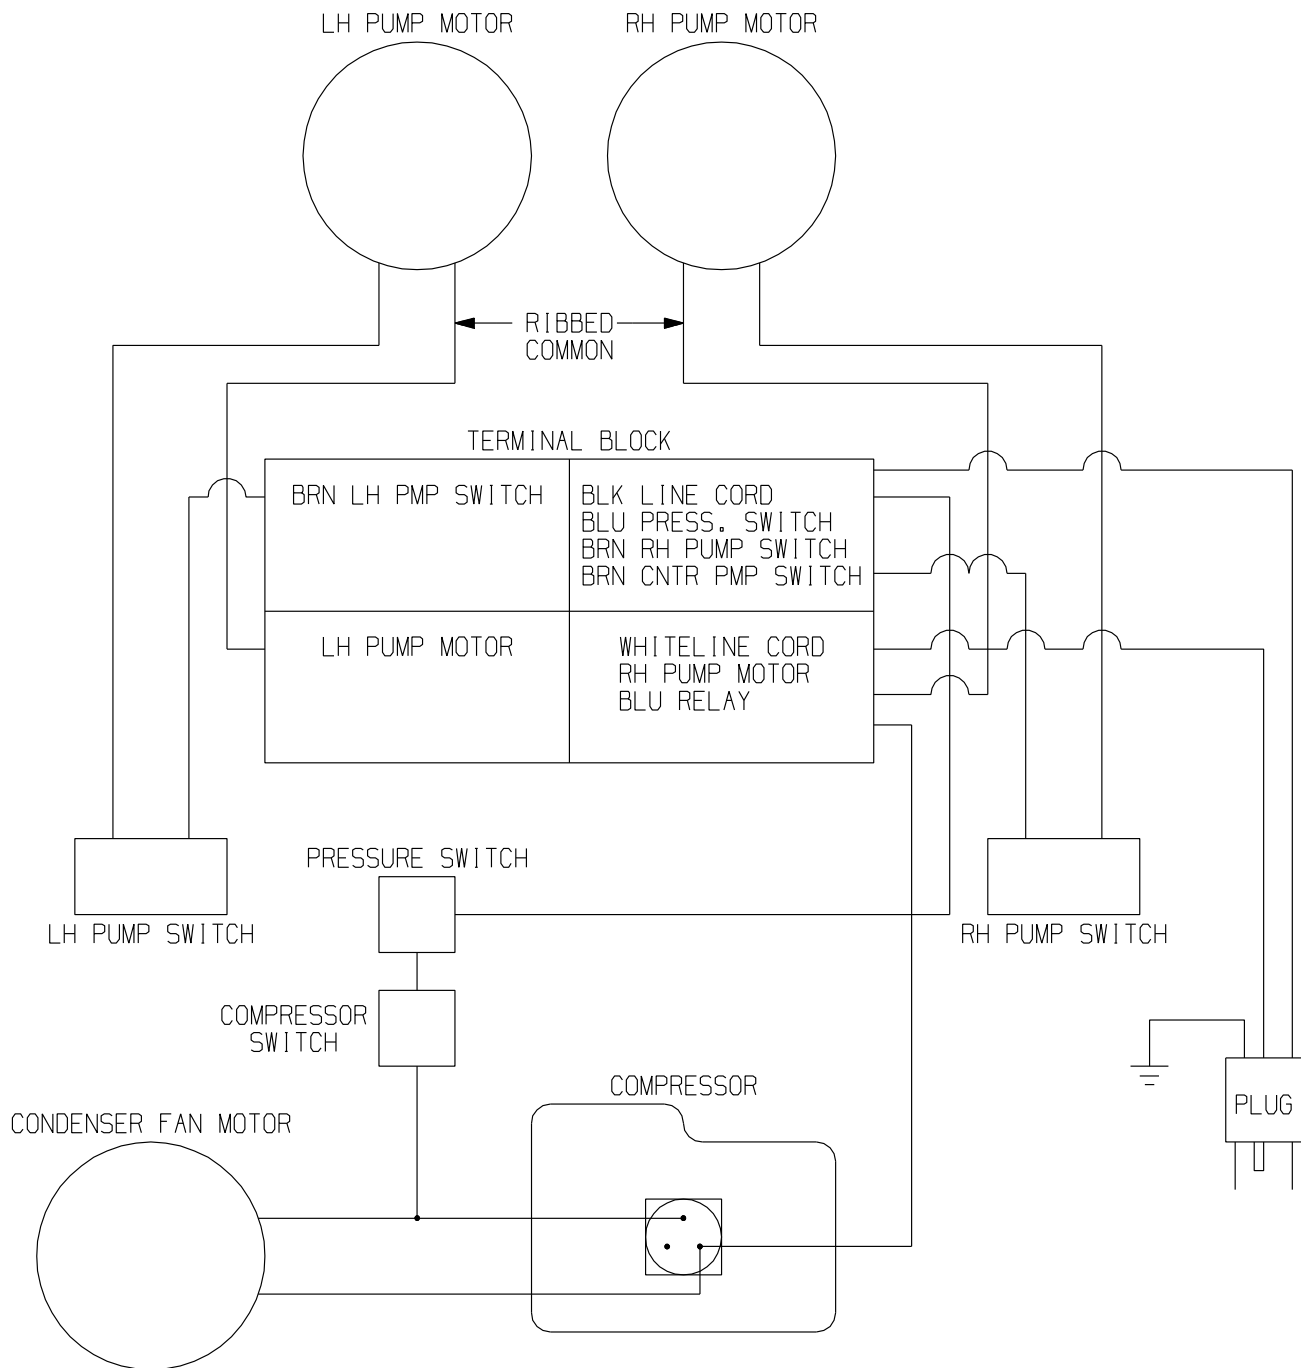 LH PUMP MOTOR
RH PUMP MOTOR
RIBBED
COMMON
TERMINAL BLOCK
BRN LH PMP SWITCH
BLK LINE CORD
BLU PRESS. SWITCH
BRN RH PUMP SWITCH
BRN CNTR PMP SWITCH
LH PUMP MOTOR
WHITELINE CORD
RH PUMP MOTOR
BLU RELAY
PRESSURE SWITCH
LH PUMP SWITCH
RH PUMP SWITCH
COMPRESSOR
SWITCH
COMPRESSOR
PLUG
CONDENSER FAN MOTOR